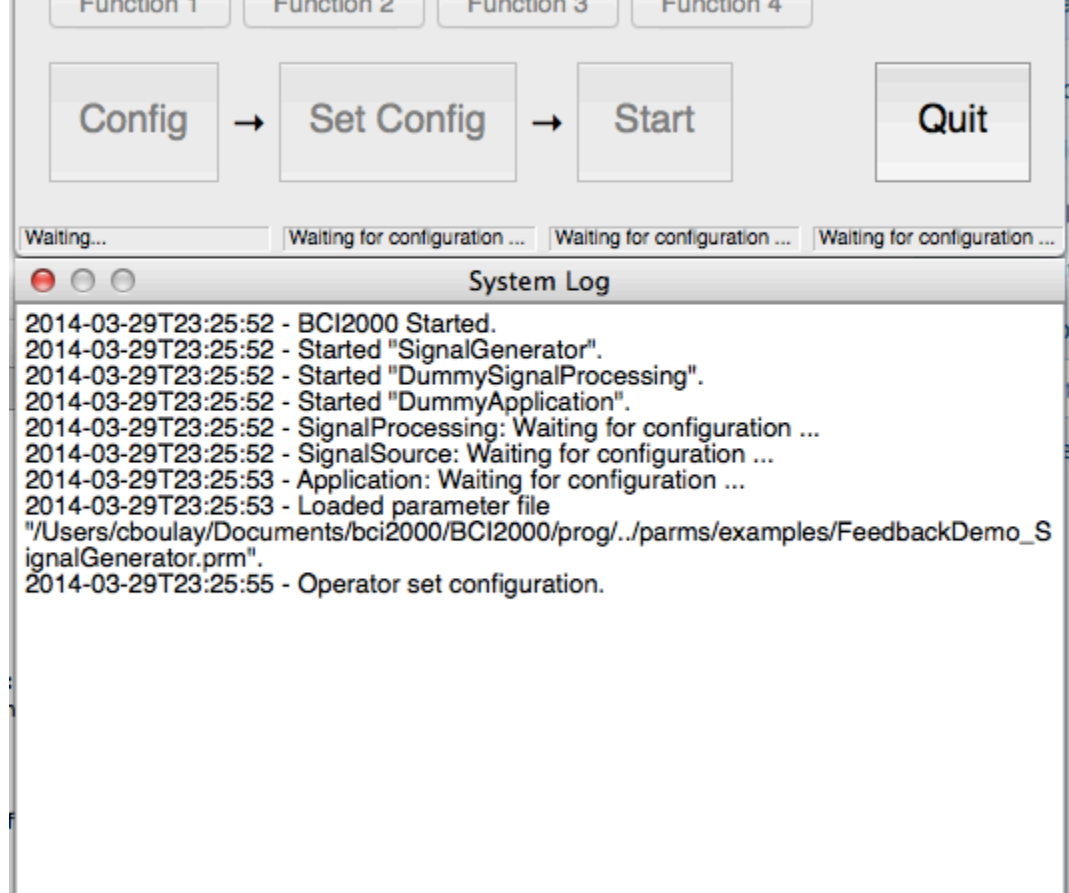 Function 1 Function 2 Function 3 Function 4
Config → Set Config → Start Quit
Waiting... Waiting for configuration ... Waiting for configuration ... Waiting for configuration ...
System Log
2014-03-29T23:25:52 - BCI2000 Started.
2014-03-29T23:25:52 - Started "SignalGenerator".
2014-03-29T23:25:52 - Started "DummySignalProcessing".
2014-03-29T23:25:52 - Started "DummyApplication".
2014-03-29T23:25:52 - SignalProcessing: Waiting for configuration ...
2014-03-29T23:25:52 - SignalSource: Waiting for configuration ...
2014-03-29T23:25:53 - Application: Waiting for configuration ...
2014-03-29T23:25:53 - Loaded parameter file
"/Users/cboulay/Documents/bci2000/BCI2000/prog/../parms/examples/FeedbackDemo_S
ignalGenerator.prm".
2014-03-29T23:25:55 - Operator set configuration.